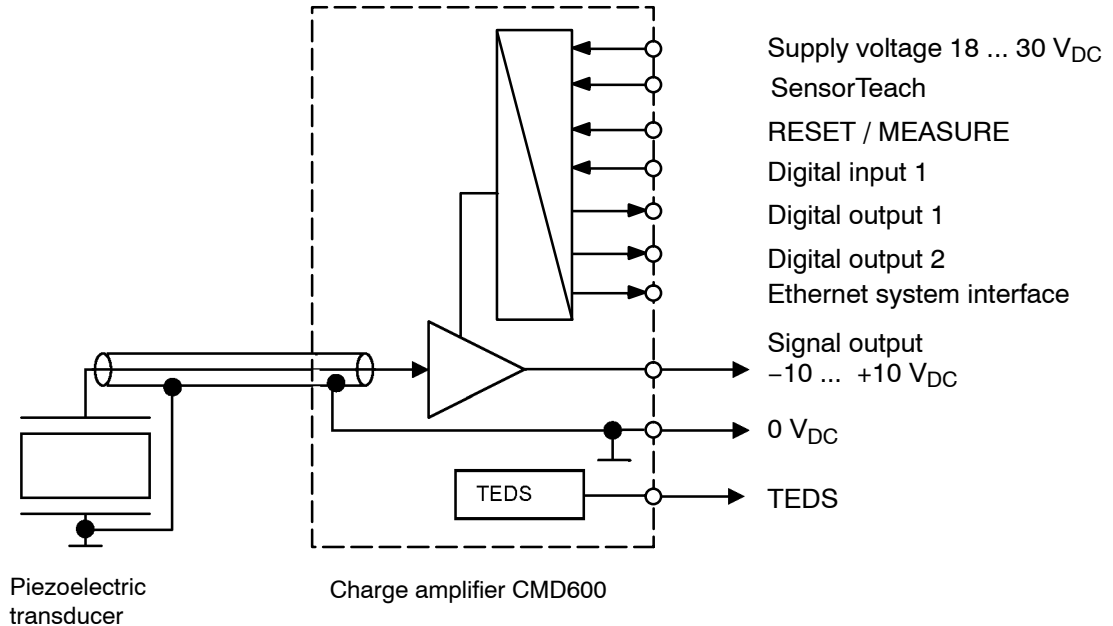 Supply voltage 18 ... 30 VDC
SensorTeach
RESET / MEASURE
Digital input 1
Digital output 1
Digital output 2
Ethernet system interface
Signal output
−10 ... +10 VDC
0 VDC
TEDS
TEDS
Piezoelectric
transducer
Charge amplifier CMD600